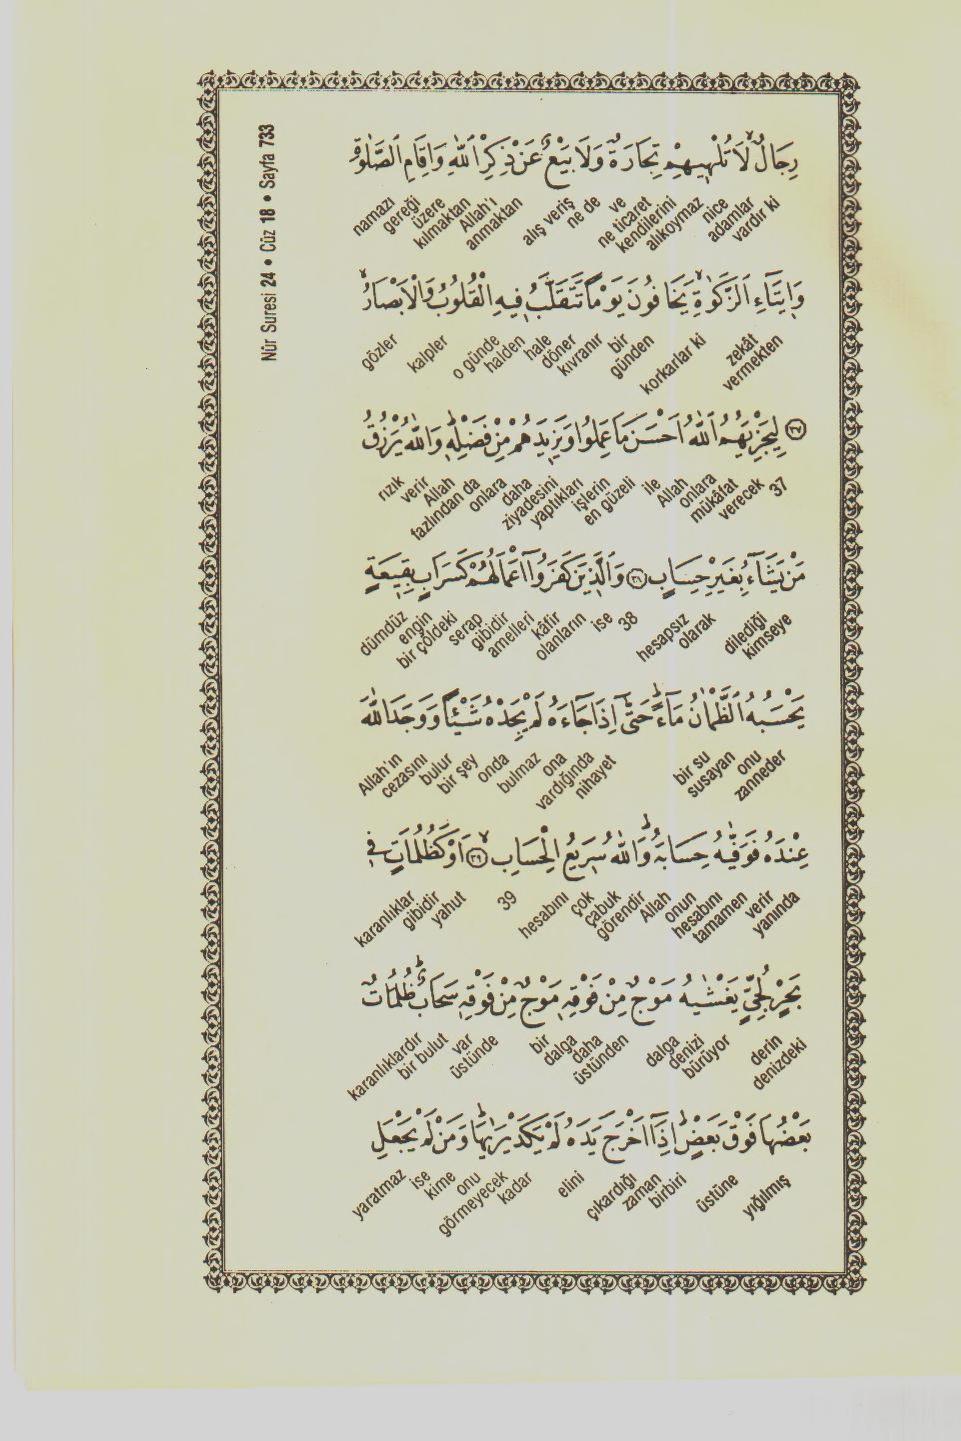 Nûr Suresi 24 • Cüz 18 • Sayfa 733
رِجَالٌ لَا تُلْهِيهِمْ تِجَارَةٌ وَلَا بَيْعٌ عَنْ ذِكْرِ اللّٰهِ وَاِقَامِ الصَّلٰوةِ
vardır ki adamlar nice alıkoymaz kendilerini ne ticaret ve ne de alış veriş anmaktan Allah'ı kılmaktan üzere gereği namazı
وَاٖيتَٓاءِ الزَّكٰوةِۙ يَخَافُونَ يَوْمًا تَتَقَلَّبُ فٖيهِ الْقُلُوبُ وَالْاَبْصَارُۙ
vermekten zekât korkarlar ki günden bir kıvranır döner hale halden o günde kalpler gözler
﴿٣٧﴾ لِيَجْزِيَهُمُ اللّٰهُ اَحْسَنَ مَا عَمِلُوا وَيَزٖيدَهُمْ مِنْ فَضْلِهٖؕ وَاللّٰهُ يَرْزُقُ
37 verecek mükâfat onlara Allah ile en güzeli işlerin yaptıkları ziyadesini daha onlara fazlından da Allah verir rızık
مَنْ يَشَٓاءُ بِغَيْرِ حِسَابٍ ﴿٣٨﴾ وَالَّذٖينَ كَفَرُٓوا اَعْمَالُهُمْ كَسَرَابٍ بِقٖيعَةٍ
kimseye dilediği olarak hesapsız 38 ise olanların kâfir amelleri gibidir serap bir çöldeki engin dümdüz
يَحْسَبُهُ الظَّمْاٰنُ مَٓاءًؕ حَتّٰٓى اِذَا جَٓاءَهُ لَمْ يَجِدْهُ شَيْـًٔا وَوَجَدَ اللّٰهَ
zanneder onu susayan bir su nihayet vardığında ona bulmaz onda bir şey bulur cezasını Allah'ın
عِنْدَهُ فَوَفّٰيهُ حِسَابَهُؕ وَاللّٰهُ سَرٖيعُ الْحِسَابِۙ ﴿٣٩﴾ اَوْ كَظُلُمَاتٍ فٖى
yanında verir tamamen hesabını onun Allah görendir çabuk çok hesabını 39 yahut gibidir karanlıklar
بَحْرٍ لُجِّىٍّ يَغْشٰيهُ مَوْجٌ مِنْ فَوْقِهٖ مَوْجٌ مِنْ فَوْقِهٖ سَحَابٌؕ ظُلُمَاتٌ
denizdeki derin bürüyor denizi dalga üstünden daha dalga bir üstünde var bir bulut karanlıklardır
بَعْضُهَا فَوْقَ بَعْضٍؕ اِذَٓا اَخْرَجَ يَدَهُ لَمْ يَكَدْ يَرٰيهَاؕ وَمَنْ لَمْ يَجْعَلِ
yığılmış üstüne birbiri zaman çıkardığı elini kadar görmeyecek onu kime ise yaratmaz